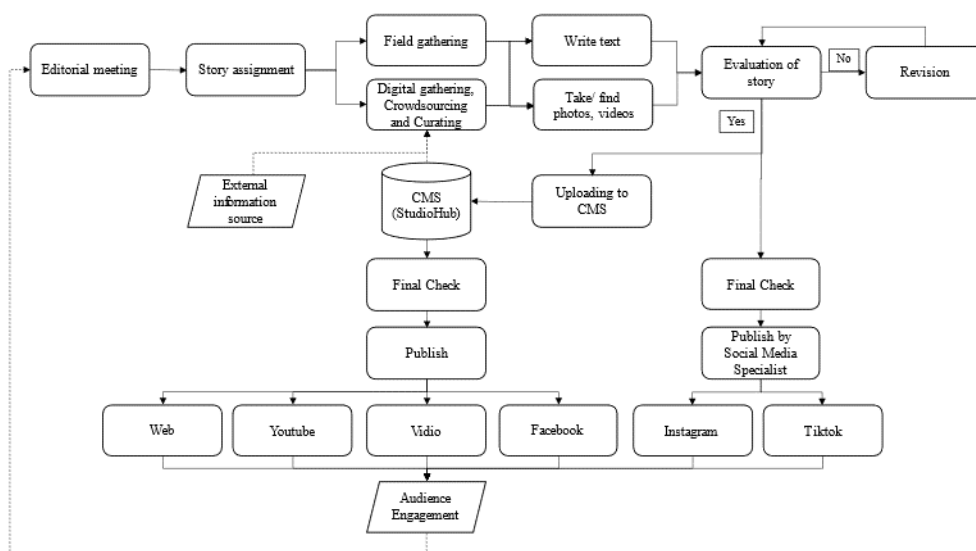 Editorial meeting
Story assignment
Field gathering
Digital gathering,
Crowdsourcing
and Curating
Write text
Take/ find
photos, videos
Evaluation of
story
No
Revision
Yes
External
information
source
CMS
(StudioHub)
Uploading to
CMS
Final Check
Final Check
Publish
Publish by
Social Media
Specialist
Web
Youtube
Vidio
Facebook
Instagram
Tiktok
Audience
Engagement